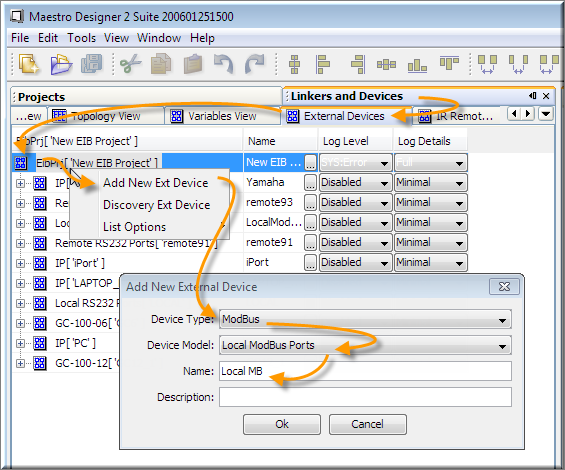 Maestro Designer 2 Suite 200601251500
File Edit Tools View Window Help
Projects
Linkers and Devices
...ew Topology View Variables View External Devices IR Remot...
EibPrj[ 'New EIB Project' ] Name Log Level Log Details
EibPrj[ 'New EIB Project' ] New EIB ... ... SYS:Error Full
IP[ Yamaha ... Disabled Minimal
Re remote93 ... Disabled Minimal
Loc LocalMod... ... Disabled Minimal
Remote RS232 Ports[ 'remote91' ] remote91 ... Disabled Minimal
IP[ 'iPort' ] iPort ... Disabled Minimal
IP[ 'LAPTOP_
Local RS232 P
GC-100-06[ 'G
IP[ 'PC' ]
GC-100-12[ '
Add New Ext Device
Discovery Ext Device
List Options
Add New External Device
Device Type: ModBus
Device Model: Local ModBus Ports
Name: Local MB
Description:
Ok Cancel